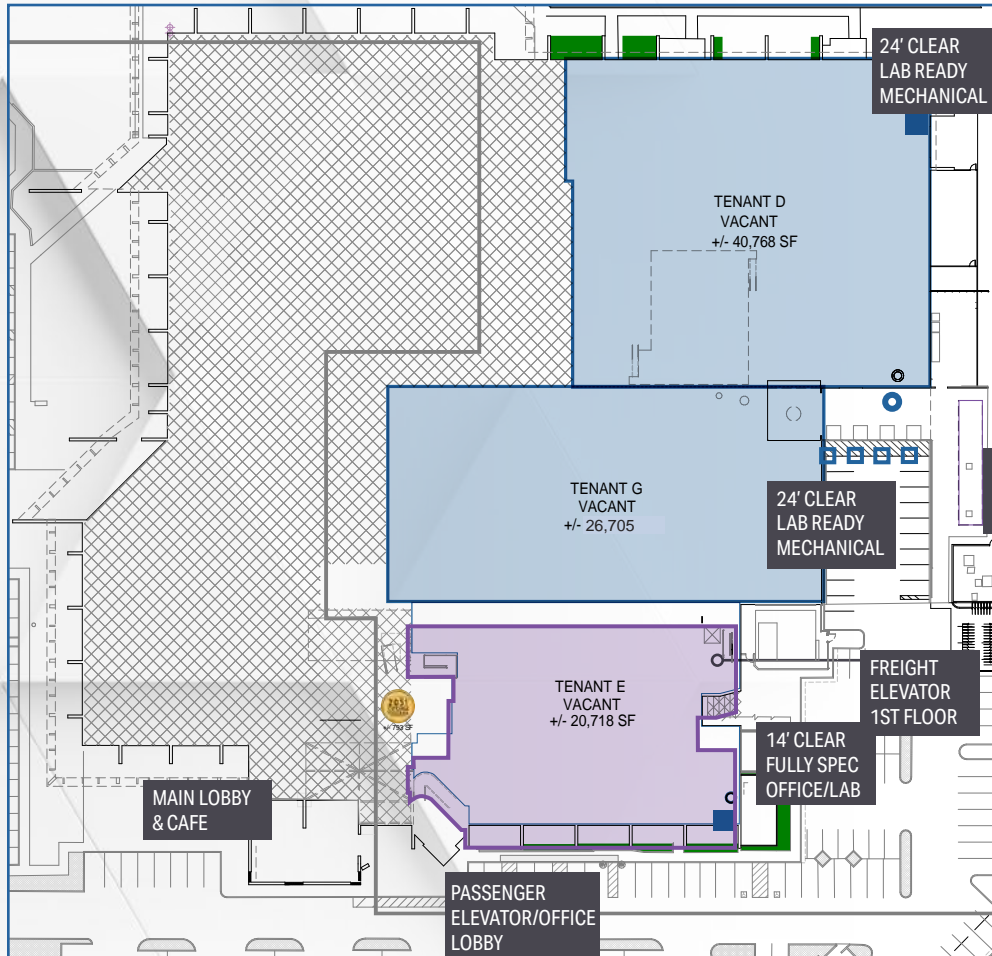 24' CLEAR
LAB READY
MECHANICAL
TENANT D
VACANT
+/- 40,768 SF
TENANT G
VACANT
+/- 26,705
24' CLEAR
LAB READY
MECHANICAL
TENANT E
VACANT
+/- 20,718 SF
FREIGHT
ELEVATOR
1ST FLOOR
+/- 793 SF
14' CLEAR
FULLY SPEC
OFFICE/LAB
MAIN LOBBY
& CAFE
PASSENGER
ELEVATOR/OFFICE
LOBBY